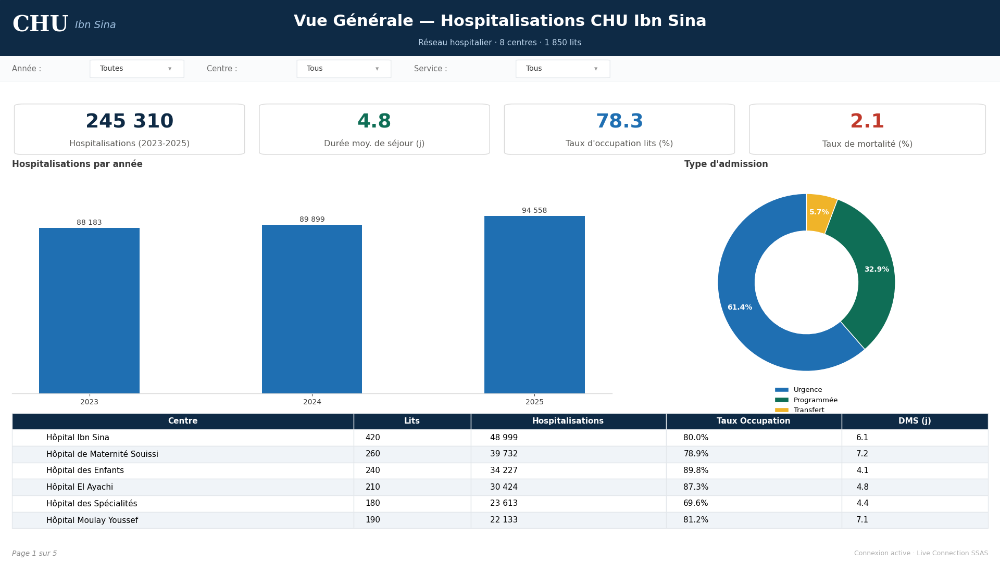 CHU Ibn Sina
Vue Générale — Hospitalisations CHU Ibn Sina
Réseau hospitalier · 8 centres · 1 850 lits
Année : Toutes ▼ Centre : Tous ▼ Service : Tous ▼
245 310
Hospitalisations (2023-2025)
4.8
Durée moy. de séjour (j)
78.3
Taux d'occupation lits (%)
2.1
Taux de mortalité (%)
Hospitalisations par année
88 183
89 899
94 558
2023
2024
2025
Type d'admission
5.7%
32.9%
61.4%
Urgence
Programmée
Transfert
Centre Lits Hospitalisations Taux Occupation DMS (j)
Hôpital Ibn Sina 420 48 999 80.0% 6.1
Hôpital de Maternité Souissi 260 39 732 78.9% 7.2
Hôpital des Enfants 240 34 227 89.8% 4.1
Hôpital El Ayachi 210 30 424 87.3% 4.8
Hôpital des Spécialités 180 23 613 69.6% 4.4
Hôpital Moulay Youssef 190 22 133 81.2% 7.1
Page 1 sur 5
Connexion active · Live Connection SSAS